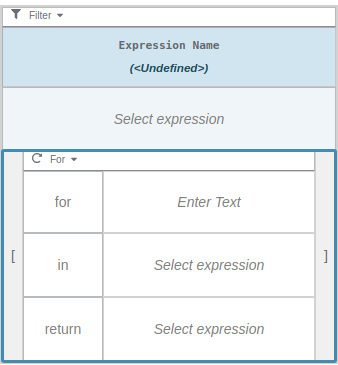 Filter
Expression Name
(<Undefined>)
Select expression
For
for Enter Text
[ in Select expression ]
return Select expression